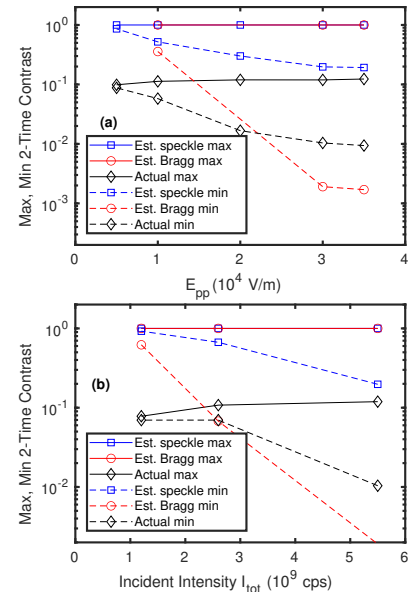 10^0
10^-1
10^-2
10^-3
Max, Min 2-Time Contrast
(a)
Est. speckle max
Est. Bragg max
Actual max
Est. speckle min
Est. Bragg min
Actual min
0 1 2 3 4
E_pp (10^4 V/m)
10^0
10^-1
10^-2
Max, Min 2-Time Contrast
(b)
Est. speckle max
Est. Bragg max
Actual max
Est. speckle min
Est. Bragg min
Actual min
0 1 2 3 4 5 6
Incident Intensity I_tot (10^9 cps)